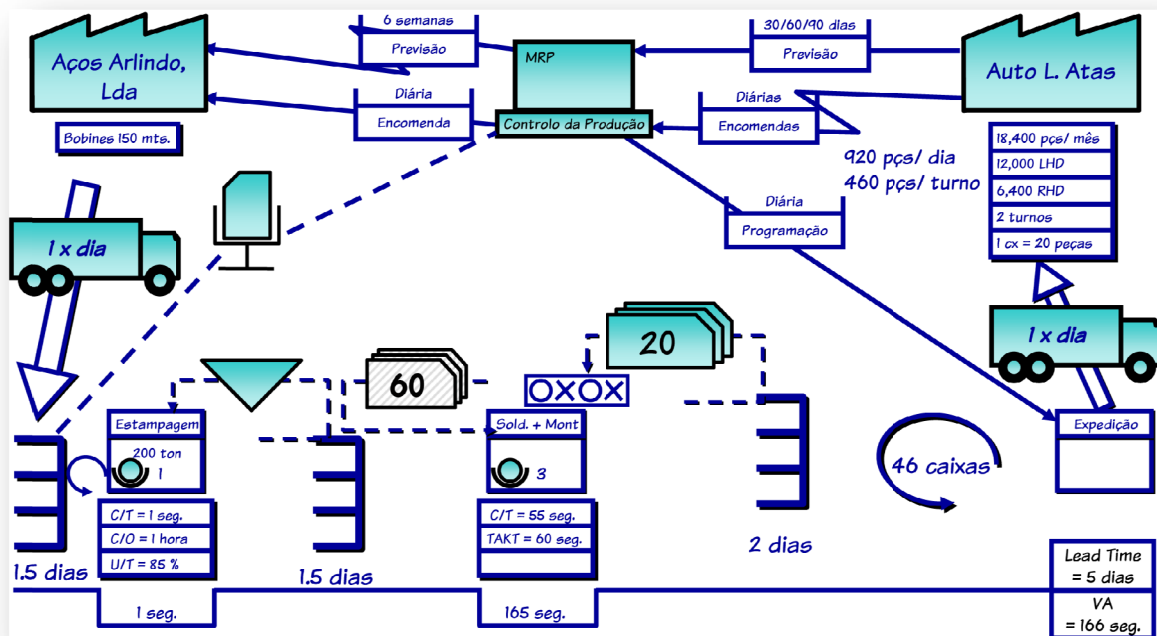 6 semanas
Previsão
MRP
30/60/90 dias
Previsão
Aços Arlindo,
Lda
Auto L. Atas
Diária
Encomenda
Controlo da Produção
Diárias
Encomendas
Bobines 150 mts.
920 pçs/ dia
460 pçs/ turno
18,400 pçs/ mês
12,000 LHD
6,400 RHD
2 turnos
1 cx = 20 peças
Diária
Programação
1 x dia
1 x dia
20
60
OXOX
Estampagem
200 ton
1
Sold. + Mont
3
Expedição
46 caixas
C/T = 1 seg.
C/O = 1 hora
U/T = 85 %
C/T = 55 seg.
TAKT = 60 seg.
1.5 dias
1.5 dias
2 dias
Lead Time
= 5 dias
1 seg.
165 seg.
VA
= 166 seg.